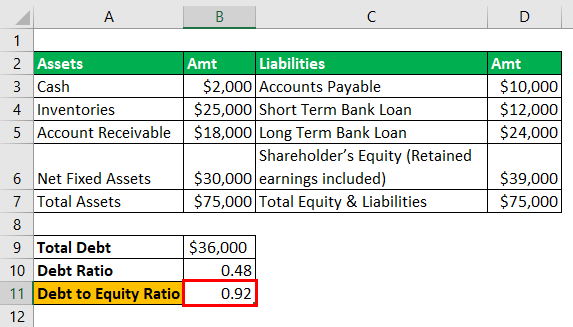 A B C D
1
2 Assets Amt Liabilities Amt
3 Cash $2,000 Accounts Payable $10,000
4 Inventories $25,000 Short Term Bank Loan $12,000
5 Account Receivable $18,000 Long Term Bank Loan $24,000
Shareholder's Equity (Retained
6 Net Fixed Assets $30,000 earnings included) $39,000
7 Total Assets $75,000 Total Equity & Liabilities $75,000
8
9 Total Debt $36,000
10 Debt Ratio 0.48
11 Debt to Equity Ratio 0.92
12